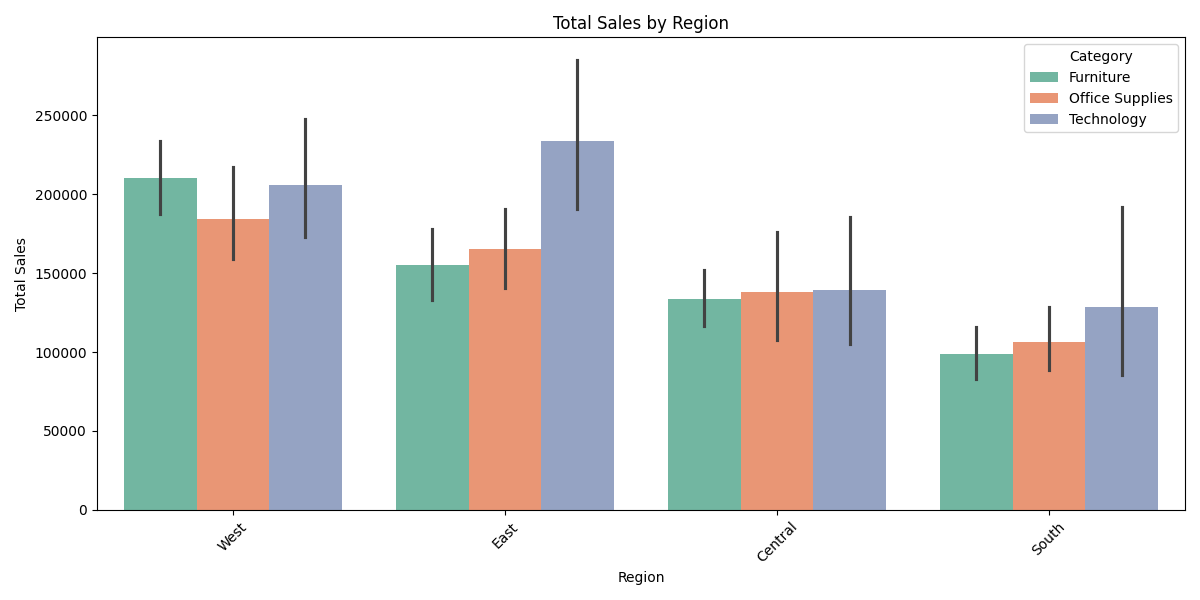 Total Sales by Region
Category
Furniture
Office Supplies
Technology
Total Sales
250000
200000
150000
100000
50000
0
West
East
Central
South
Region